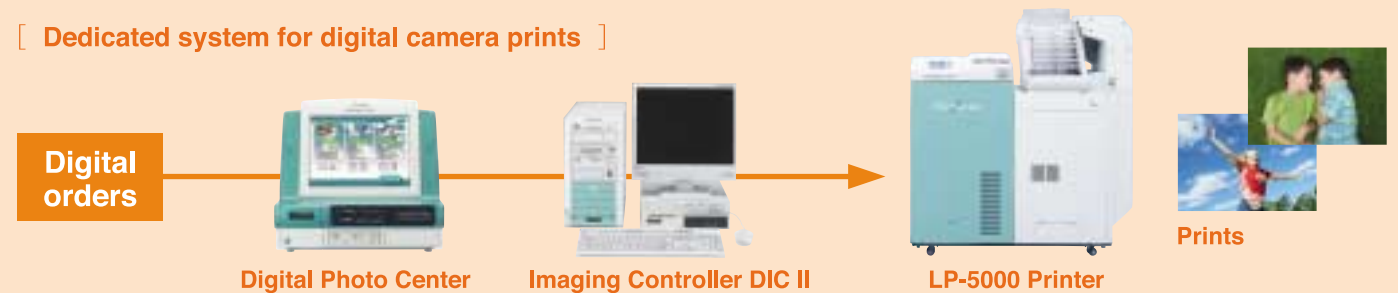 [ Dedicated system for digital camera prints ]
Digital
orders
Digital Photo Center
Imaging Controller DIC II
LP-5000 Printer
Prints